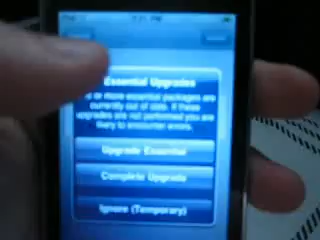 Essential Upgrades
or more essential packages are
currently out of date. If these
upgrades are not performed you are
likely to encounter errors.
Upgrade Essential
Complete Upgrade
Ignore (Temporary)